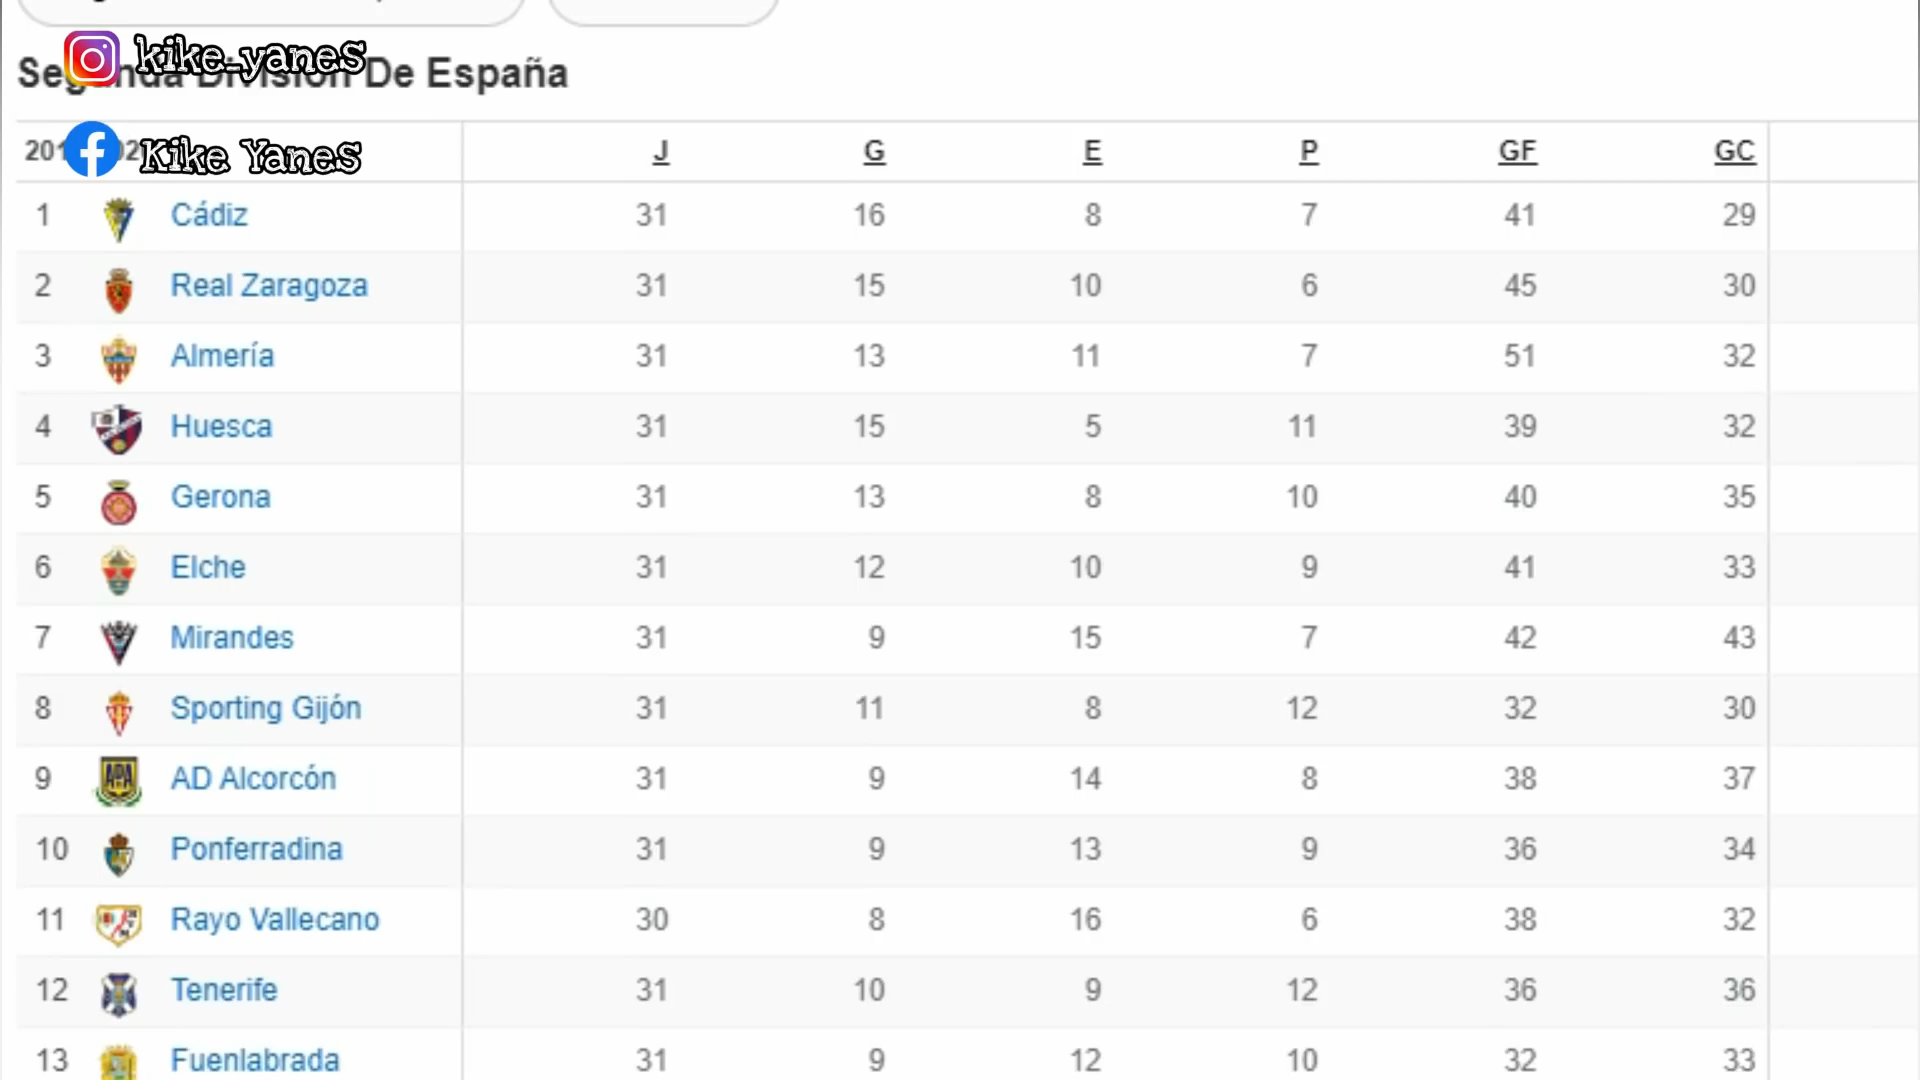 kike-yanes
De España
Kike Yanes
J G E P GF GC
1 Cádiz 31 16 8 7 41 29
2 Real Zaragoza 31 15 10 6 45 30
3 Almería 31 13 11 7 51 32
4 Huesca 31 15 5 11 39 32
5 Gerona 31 13 8 10 40 35
6 Elche 31 12 10 9 41 33
7 Mirandes 31 9 15 7 42 43
8 Sporting Gijón 31 11 8 12 32 30
9 AD Alcorcón 31 9 14 8 38 37
10 Ponferradina 31 9 13 9 36 34
11 Rayo Vallecano 30 8 16 6 38 32
12 Tenerife 31 10 9 12 36 36
13 Fuenlabrada 31 9 12 10 32 33